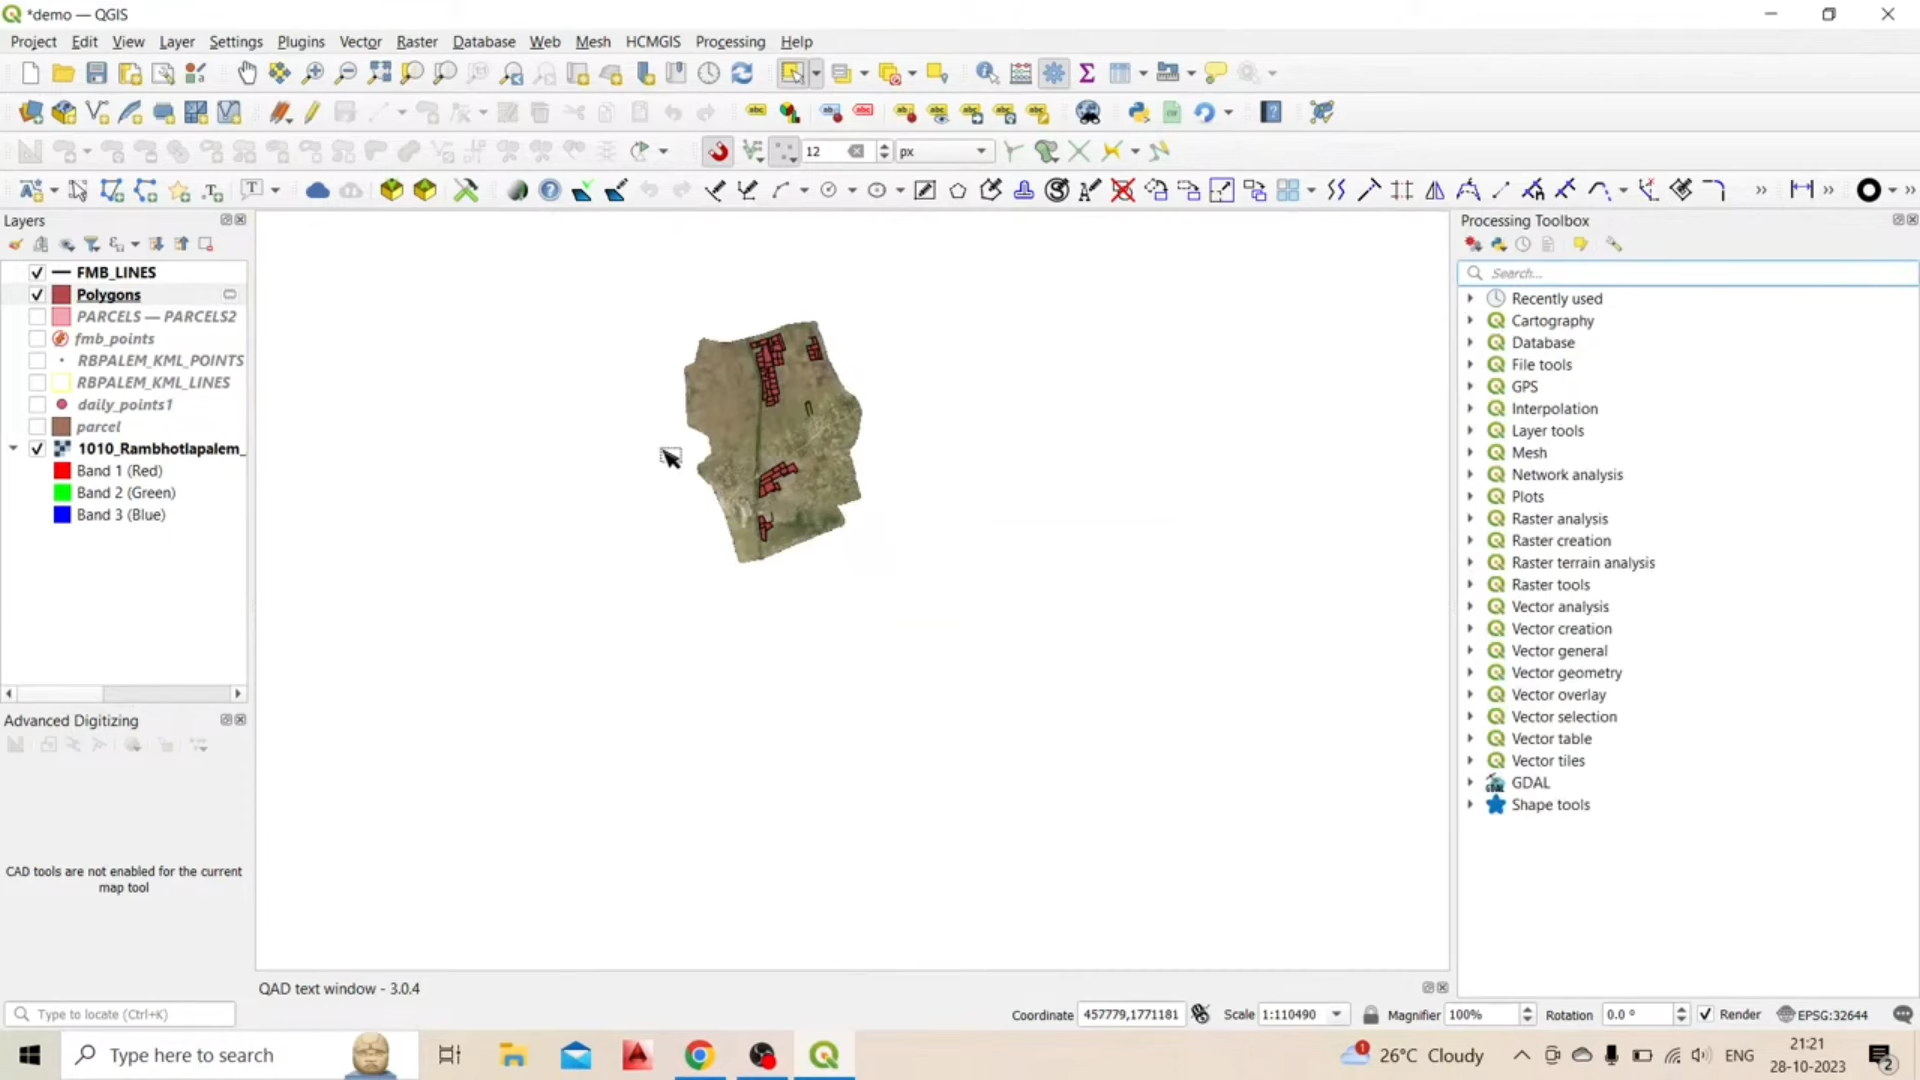 *demo — QGIS
Project Edit View Layer Settings Plugins Vector Raster Database Web Mesh HCMGIS Processing Help
12 px
Layers
FMB_LINES
Polygons
PARCELS — PARCELS2
fmb_points
RBPALEM_KML_POINTS
RBPALEM_KML_LINES
daily_points1
parcel
1010_Rambhotlapalem_
Band 1 (Red)
Band 2 (Green)
Band 3 (Blue)
Advanced Digitizing
CAD tools are not enabled for the current
map tool
Processing Toolbox
Search...
Recently used
Cartography
Database
File tools
GPS
Interpolation
Layer tools
Mesh
Network analysis
Plots
Raster analysis
Raster creation
Raster terrain analysis
Raster tools
Vector analysis
Vector creation
Vector general
Vector geometry
Vector overlay
Vector selection
Vector table
Vector tiles
GDAL
Shape tools
QAD text window - 3.0.4
Type to locate (Ctrl+K)
Coordinate 457779,1771181 Scale 1:110490 Magnifier 100% Rotation 0.0 ° Render EPSG:32644
Type here to search
1 26°C Cloudy ENG 21:21
28-10-2023 2